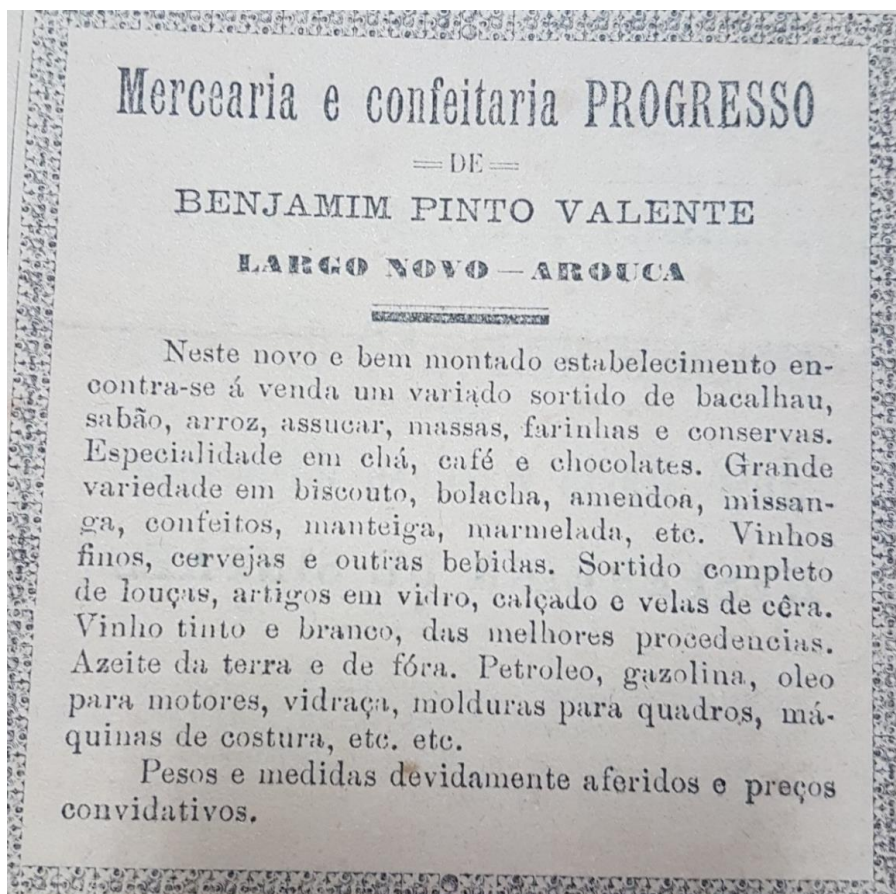 Mercearia e confeitaria PROGRESSO
═ DE ═
BENJAMIM PINTO VALENTE
LARGO NOVO — AROUCA
Neste novo e bem montado estabelecimento en-
contra-se á venda um variado sortido de bacalhau,
sabão, arroz, assucar, massas, farinhas e conservas.
Especialidade em chá, café e chocolates. Grande
variedade em biscouto, bolacha, amendoa, missan-
ga, confeitos, manteiga, marmelada, etc. Vinhos
finos, cervejas e outras bebidas. Sortido completo
de louças, artigos em vidro, calçado e velas de cêra.
Vinho tinto e branco, das melhores procedencias.
Azeite da terra e de fóra. Petroleo, gazolina, oleo
para motores, vidraça, molduras para quadros, má-
quinas de costura, etc. etc.
Pesos e medidas devidamente aferidos e preços
convidativos.